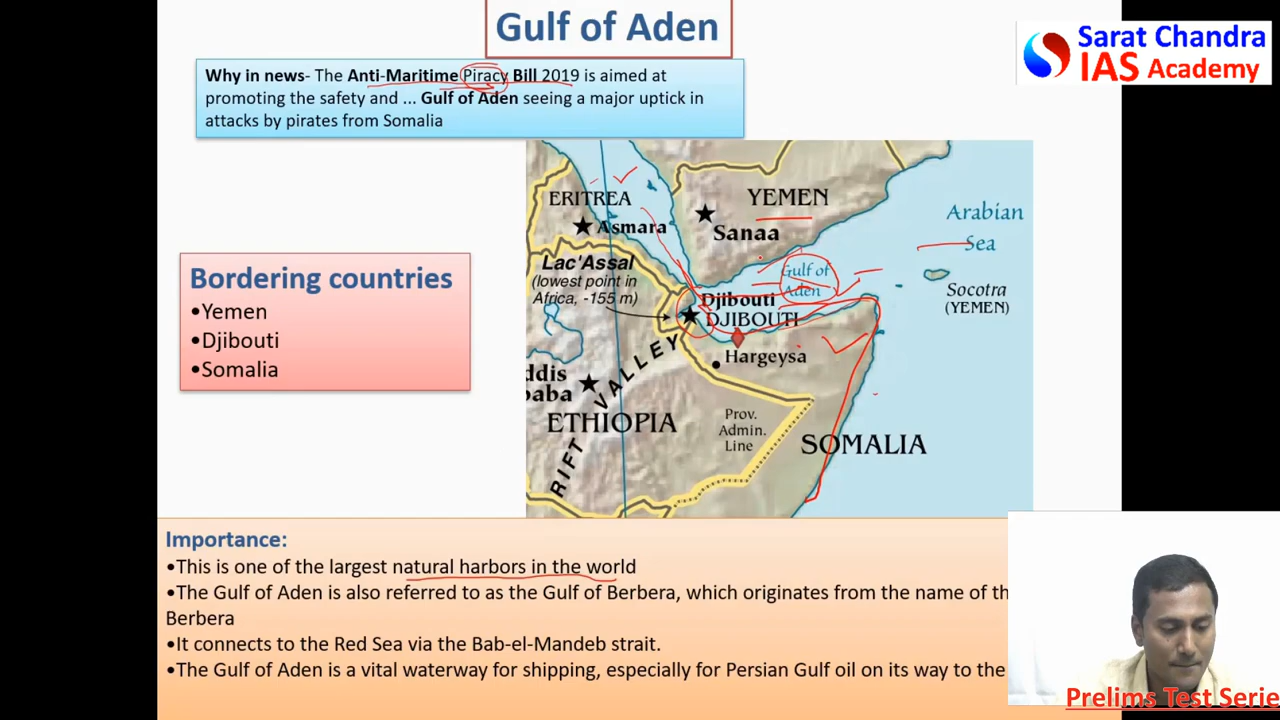 Gulf of Aden
Sarat Chandra
IAS Academy
Why in news- The Anti-Maritime Piracy Bill 2019 is aimed at
promoting the safety and ... Gulf of Aden seeing a major uptick in
attacks by pirates from Somalia
Bordering countries
•Yemen
•Djibouti
•Somalia
ERITREA
Asmara
YEMEN
Sanaa
Arabian
Sea
Lac'Assal
(lowest point in
Africa, -155 m)
Gulf of
Aden
Socotra
(YEMEN)
Djibouti
DJIBOUTI
Hargeysa
ddis
baba
RIFT VALLEY
ETHIOPIA
Prov.
Admin.
Line
SOMALIA
Importance:
•This is one of the largest natural harbors in the world
•The Gulf of Aden is also referred to as the Gulf of Berbera, which originates from the name of th
Berbera
•It connects to the Red Sea via the Bab-el-Mandeb strait.
•The Gulf of Aden is a vital waterway for shipping, especially for Persian Gulf oil on its way to the
Prelims Test Serie